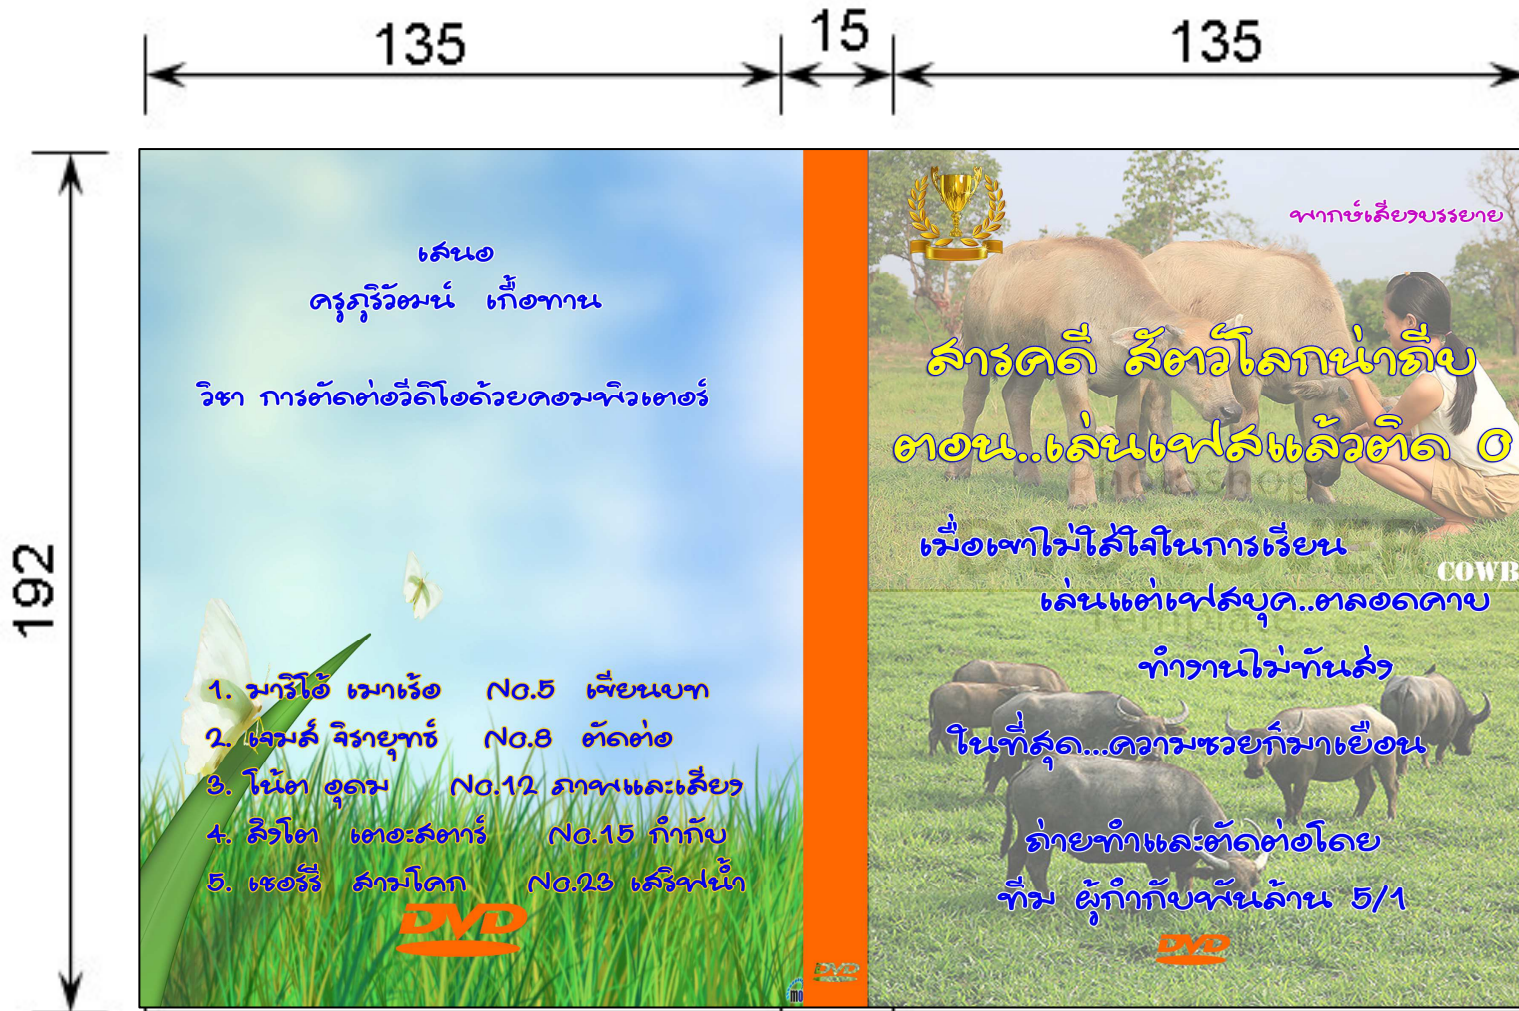 135
15
135
192
เสนอ
ครูภูริวัฒน์ เกื้อทาน
วิชา การตัดต่อวีดิโอด้วยคอมพิวเตอร์
1. มาริโอ้ เมาเร้อ No.5 เขียนบท
2. เจมส์ จิรายุทธ์ No.8 ตัดต่อ
3. โน้ต อุดม No.12 ภาพและเสียง
4. สิงโต เตอะสตาร์ No.15 กำกับ
5. เชอร์รี่ สามโคก No.23 เสริฟน้ำ
DVD
DVD
พากษ์เสียงบรรยาย
สารคดี สัตว์โลกน่าถีบ
ตอน..เล่นเฟสแล้วติด 0
Photoshop
DVD COVER
เมื่อเขาไม่ใส่ใจในการเรียน
COWB
เล่นแต่เฟสบุค..ตลอดคาบ
Template
ทำงานไม่ทันส่ง
ในที่สุด...ความซวยก็มาเยือน
ถ่ายทำและตัดต่อโดย
ทีม ผู้กำกับพันล้าน 5/1
DVD